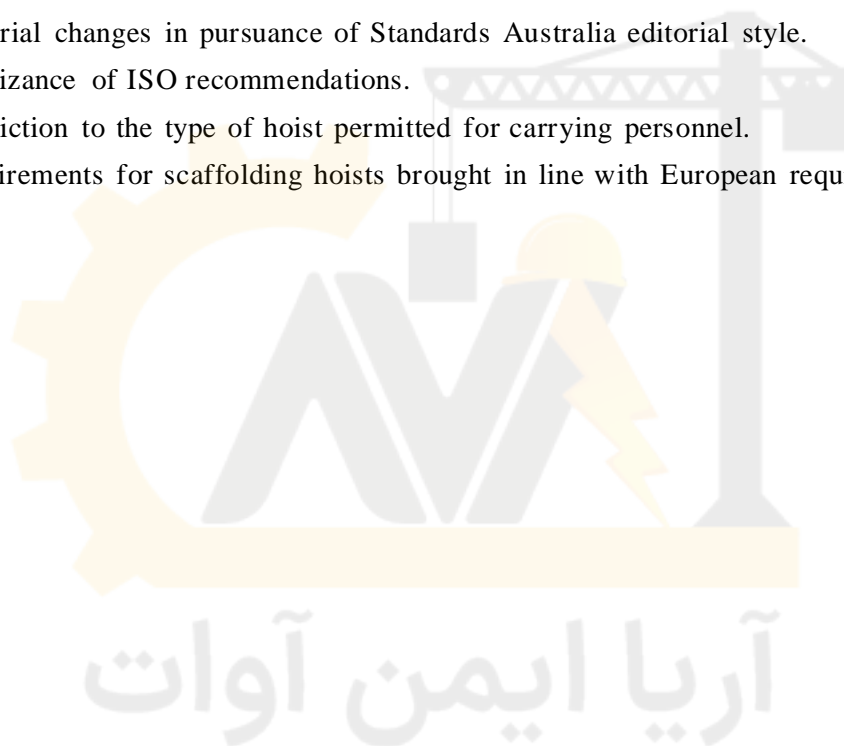 rial changes in pursuance of Standards Australia editorial style.
izance of ISO recommendations.
iction to the type of hoist permitted for carrying personnel.
irements for scaffolding hoists brought in line with European requ
آریا ایمن آوات